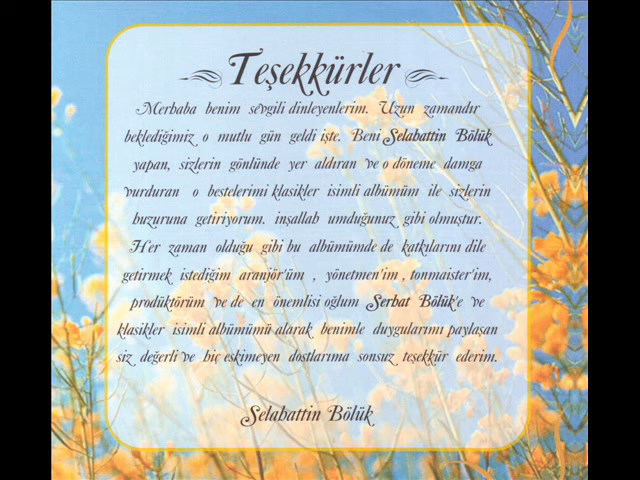 Teşekkürler
Merhaba benim sevgili dinleyenlerim. Uzun zamandır
beklediğimiz o mutlu gün geldi işte. Beni Selahattin Bölük
yapan, sizlerin gönlünde yer aldıran ve o döneme damga
vurduran o bestelerimi klasikler isimli albümüm ile sizlerin
huzuruna getiriyorum. inşallah umduğunuz gibi olmuştur.
Her zaman olduğu gibi bu albümümde de katkılarını dile
getirmek istediğim aranjör'üm , yönetmen'im , tonmaister'im,
prodüktörüm ve de en önemlisi oğlum Serhat Bölük'e ve
klasikler isimli albümümü alarak benimle duygularımı paylaşan
siz değerli ve hiç eskimeyen dostlarıma sonsuz teşekkür ederim.
Selahattin Bölük